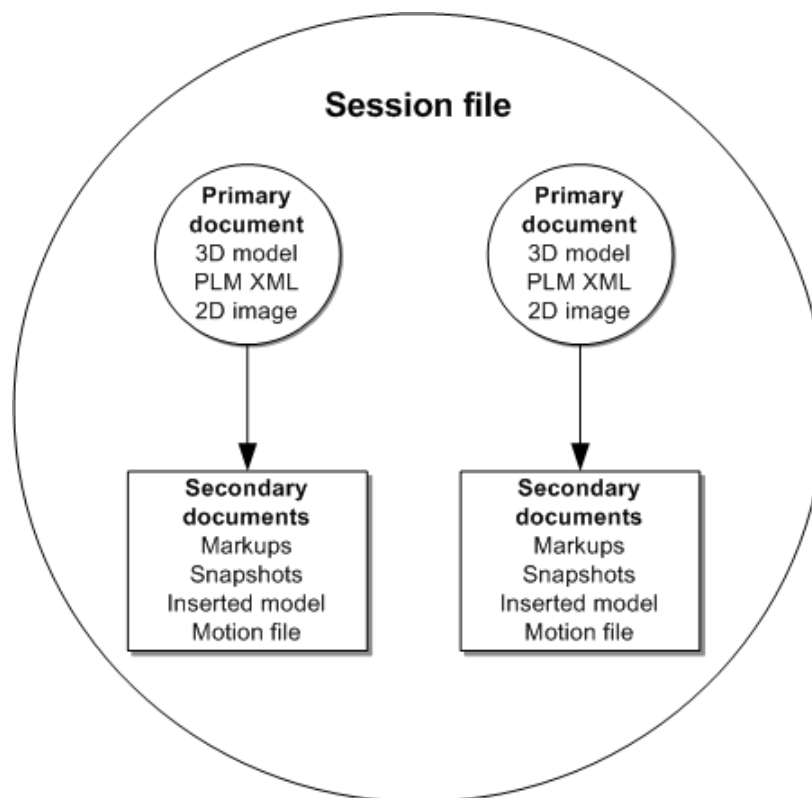 Session file
Primary
document
3D model
PLM XML
2D image
Primary
document
3D model
PLM XML
2D image
Secondary
documents
Markups
Snapshots
Inserted model
Motion file
Secondary
documents
Markups
Snapshots
Inserted model
Motion file